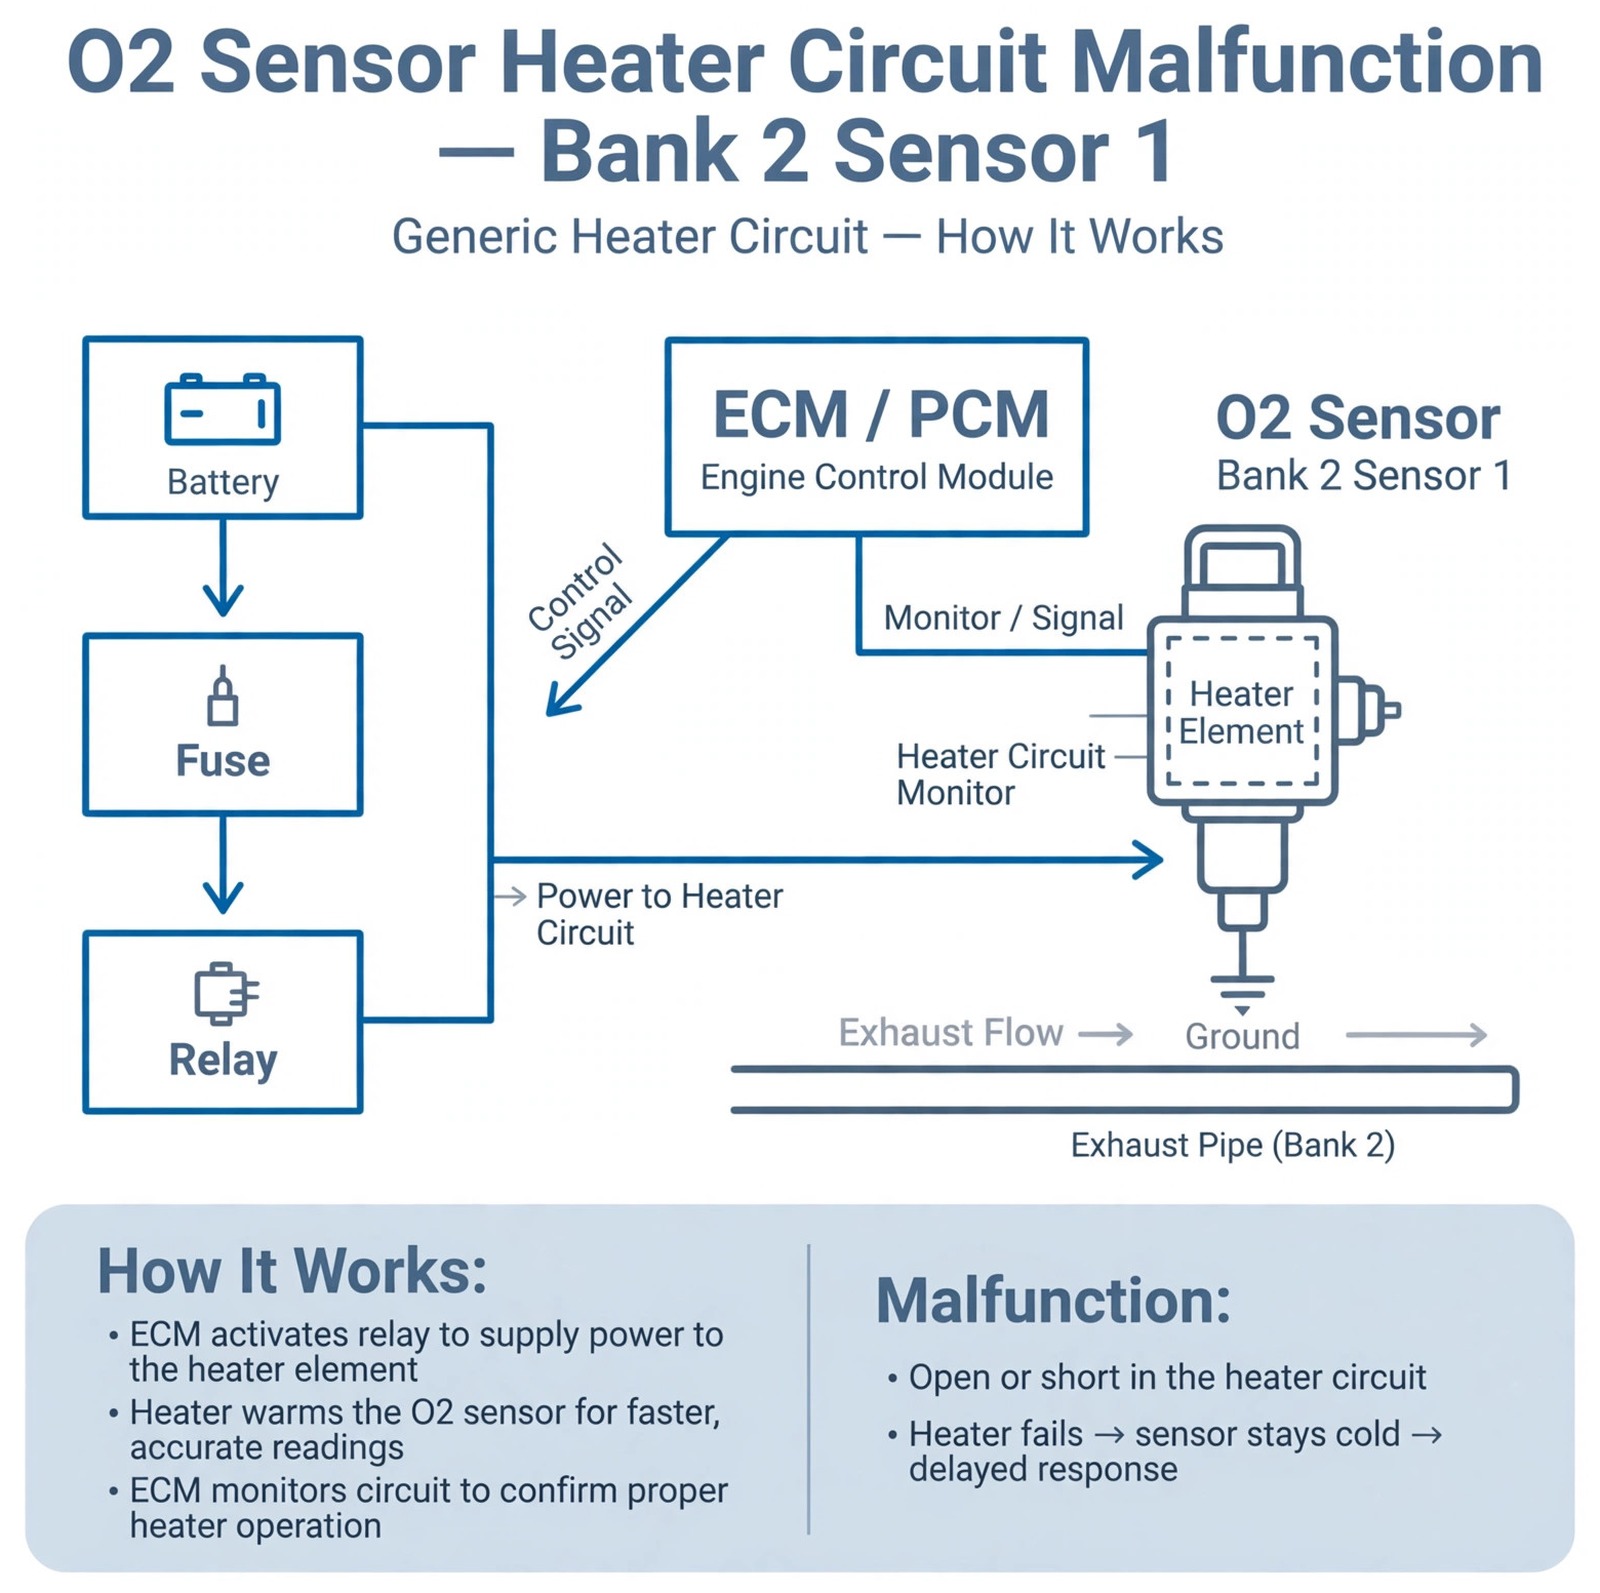 O2 Sensor Heater Circuit Malfunction
— Bank 2 Sensor 1
Generic Heater Circuit — How It Works
Battery
Fuse
Relay
ECM / PCM
Engine Control Module
Control
Signal
Monitor / Signal
O2 Sensor
Bank 2 Sensor 1
Heater
Element
Heater Circuit
Monitor
→ Power to Heater
Circuit
Exhaust Flow →
Ground
Exhaust Pipe (Bank 2)
How It Works:
• ECM activates relay to supply power to
the heater element
• Heater warms the O2 sensor for faster,
accurate readings
• ECM monitors circuit to confirm proper
heater operation
Malfunction:
• Open or short in the heater circuit
• Heater fails → sensor stays cold →
delayed response